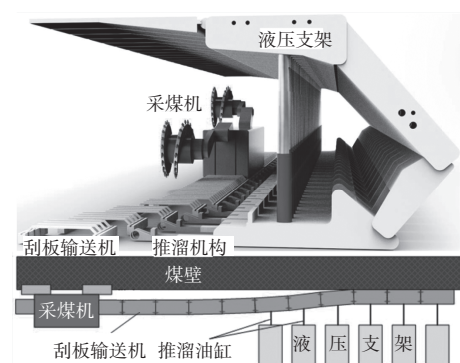 液压支架
采煤机
刮板输送机 推溜机构
煤壁
采煤机
液 压 支 架
刮板输送机 推溜油缸